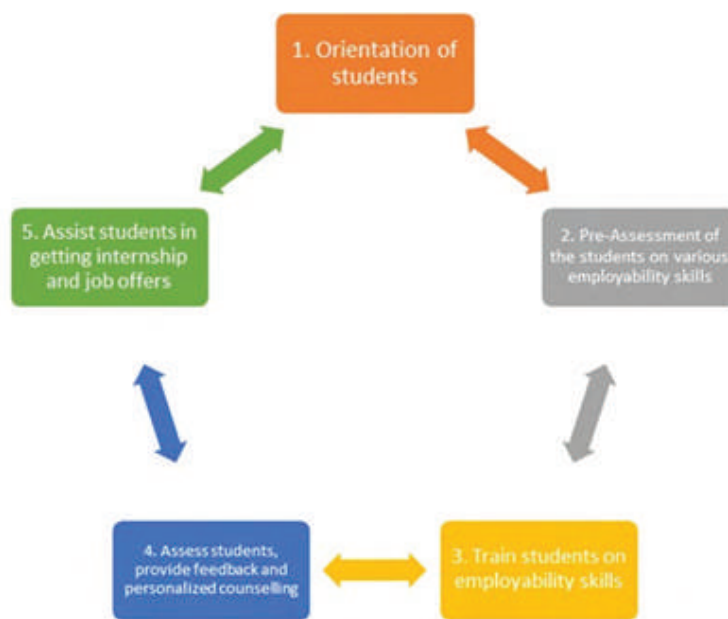 1. Orientation of
students
2. Pre-Assessment of
the students on various
employability skills
3. Train students on
employability skills
4. Assess students,
provide feedback and
personalized counselling
5. Assist students in
getting internship
and job offers